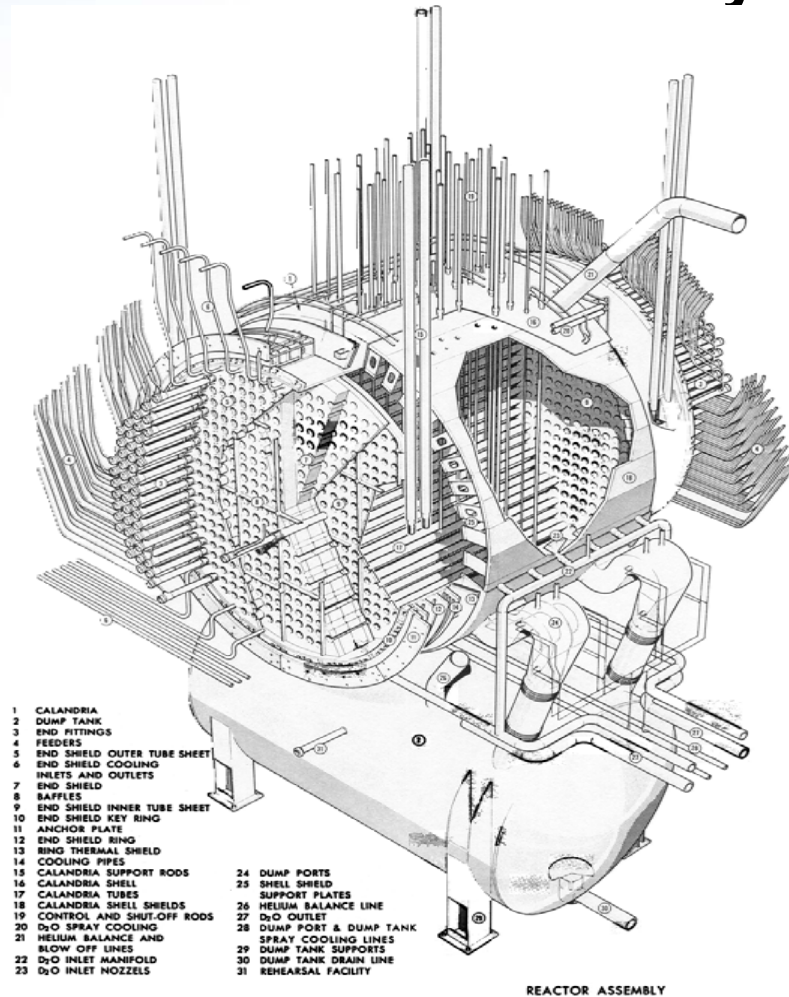 1 CALANDRIA
2 DUMP TANK
3 END FITTINGS
4 FEEDERS
5 END SHIELD OUTER TUBE SHEET
6 END SHIELD COOLING
INLETS AND OUTLETS
7 END SHIELD
8 BAFFLES
9 END SHIELD INNER TUBE SHEET
10 END SHIELD KEY RING
11 ANCHOR PLATE
12 END SHIELD RING
13 RING THERMAL SHIELD
14 COOLING PIPES
15 CALANDRIA SUPPORT RODS
16 CALANDRIA SHELL
17 CALANDRIA TUBES
18 CALANDRIA SHELL SHIELDS
19 CONTROL AND SHUT-OFF RODS
20 D₂O SPRAY COOLING
21 HELIUM BALANCE AND
BLOW OFF LINES
22 D₂O INLET MANIFOLD
23 D₂O INLET NOZZELS
24 DUMP PORTS
25 SHELL SHIELD
SUPPORT PLATES
26 HELIUM BALANCE LINE
27 D₂O OUTLET
28 DUMP PORT & DUMP TANK
SPRAY COOLING LINES
29 DUMP TANK SUPPORTS
30 DUMP TANK DRAIN LINE
31 REHEARSAL FACILITY
REACTOR ASSEMBLY